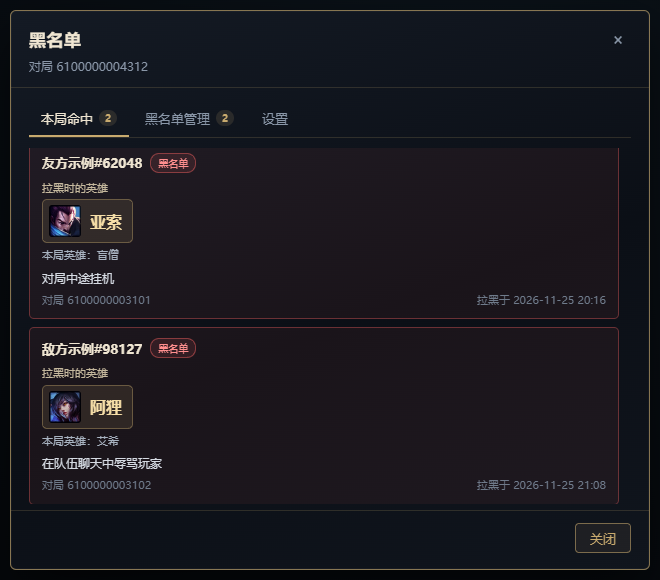 黑名单
×
对局 6100000004312
本局命中 2 黑名单管理 2 设置
友方示例#62048 黑名单
拉黑时的英雄
亚索
本局英雄：盲僧
对局中途挂机
对局 6100000003101 拉黑于 2026-11-25 20:16
敌方示例#98127 黑名单
拉黑时的英雄
阿狸
本局英雄：艾希
在队伍聊天中辱骂玩家
对局 6100000003102 拉黑于 2026-11-25 21:08
关闭